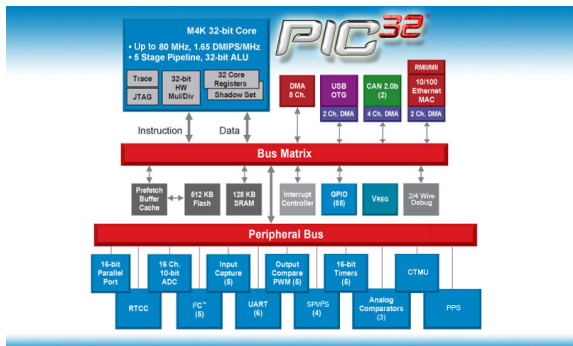 M4K 32-bit Core
• Up to 80 MHz, 1.65 DMIPS/MHz
• 5 Stage Pipeline, 32-bit ALU
Trace
JTAG
32-bit
HW
Mul/Div
32 Core
Registers
Shadow Set
PIC32
DMA
8 Ch.
USB
OTG
2 Ch. DMA
CAN 2.0b
(2)
4 Ch. DMA
RMII/MII
10/100
Ethernet
MAC
2 Ch. DMA
Instruction
Data
Bus Matrix
Prefetch
Buffer
Cache
512 KB
Flash
128 KB
SRAM
Interrupt
Controller
GPIO
(85)
VREG
2/4 Wire
Debug
Peripheral Bus
16-bit
Parallel
Port
RTCC
16 Ch.
10-bit
ADC
I²C™
(5)
Input
Capture
(5)
UART
(6)
Output
Compare
PWM (5)
SPI/I²S
(4)
16-bit
Timers
(5)
Analog
Comparators
(3)
CTMU
PPS